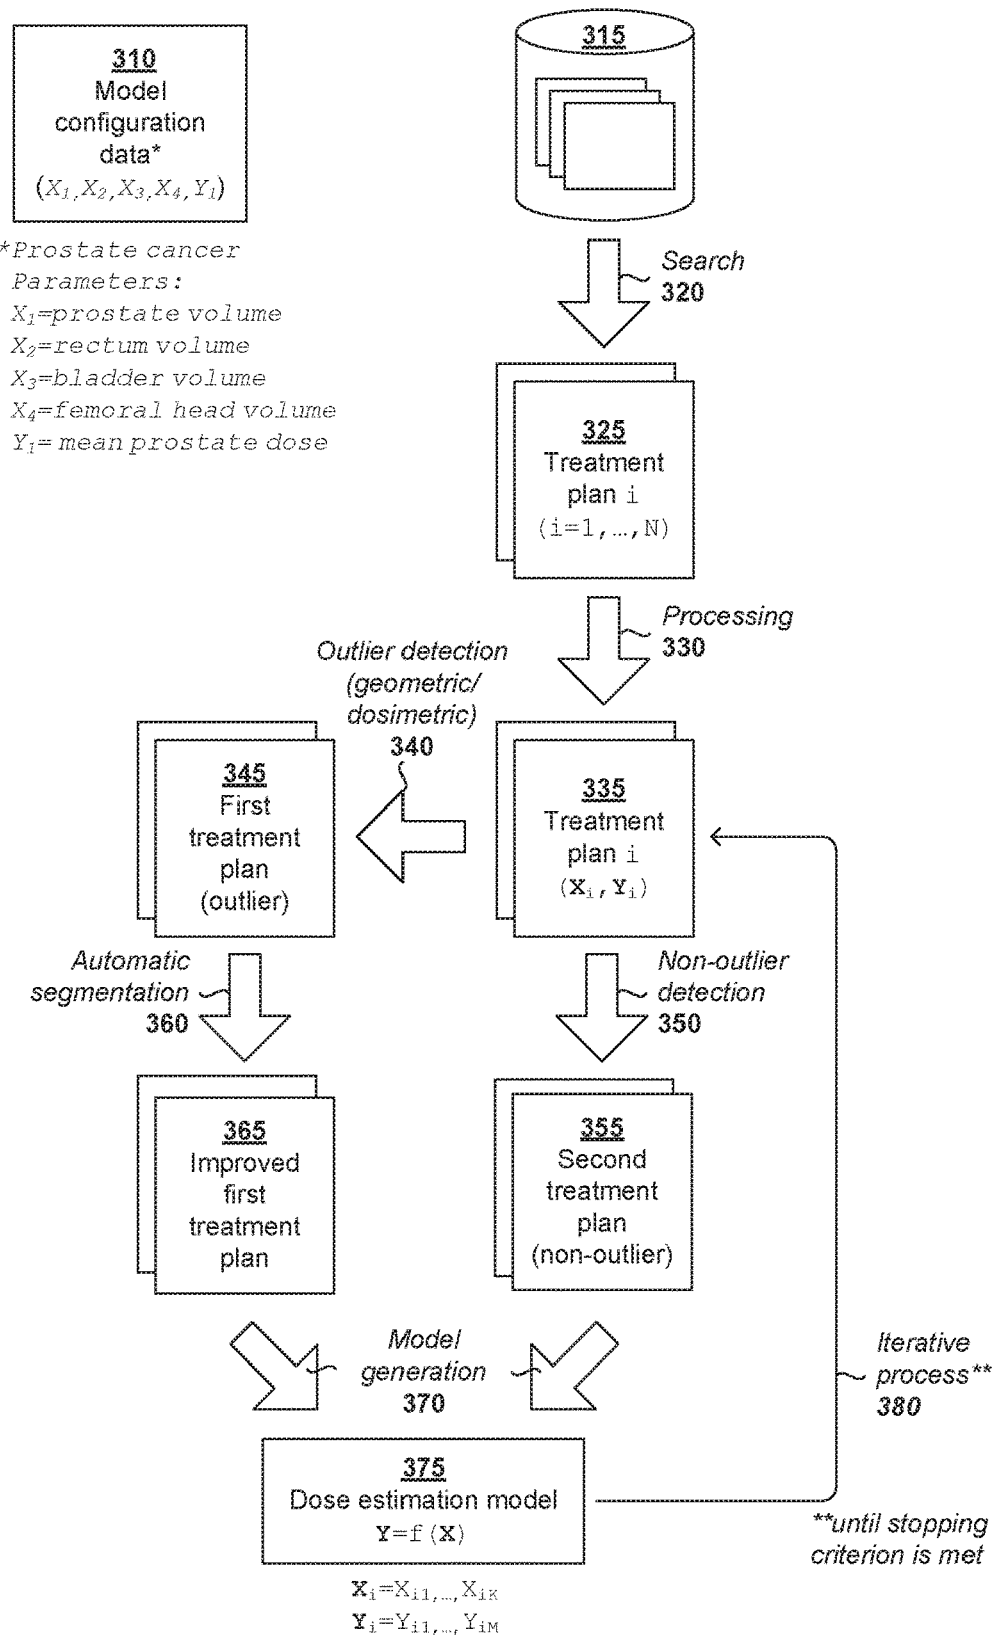 310
Model
configuration
data*
(X1,X2,X3,X4,Y1)
*Prostate cancer
Parameters:
X1=prostate volume
X2=rectum volume
X3=bladder volume
X4=femoral head volume
Y1= mean prostate dose
315
Search
320
325
Treatment
plan i
(i=1,…,N)
Processing
330
Outlier detection
(geometric/
dosimetric)
340
345
First
treatment
plan
(outlier)
335
Treatment
plan i
(Xi,Yi)
Automatic
segmentation
360
Non-outlier
detection
350
365
Improved
first
treatment
plan
355
Second
treatment
plan
(non-outlier)
Model
generation
370
Iterative
process**
380
375
Dose estimation model
Y=f(X)
**until stopping
criterion is met
Xi=Xi1,…,XiK
Yi=Yi1,…,YiM